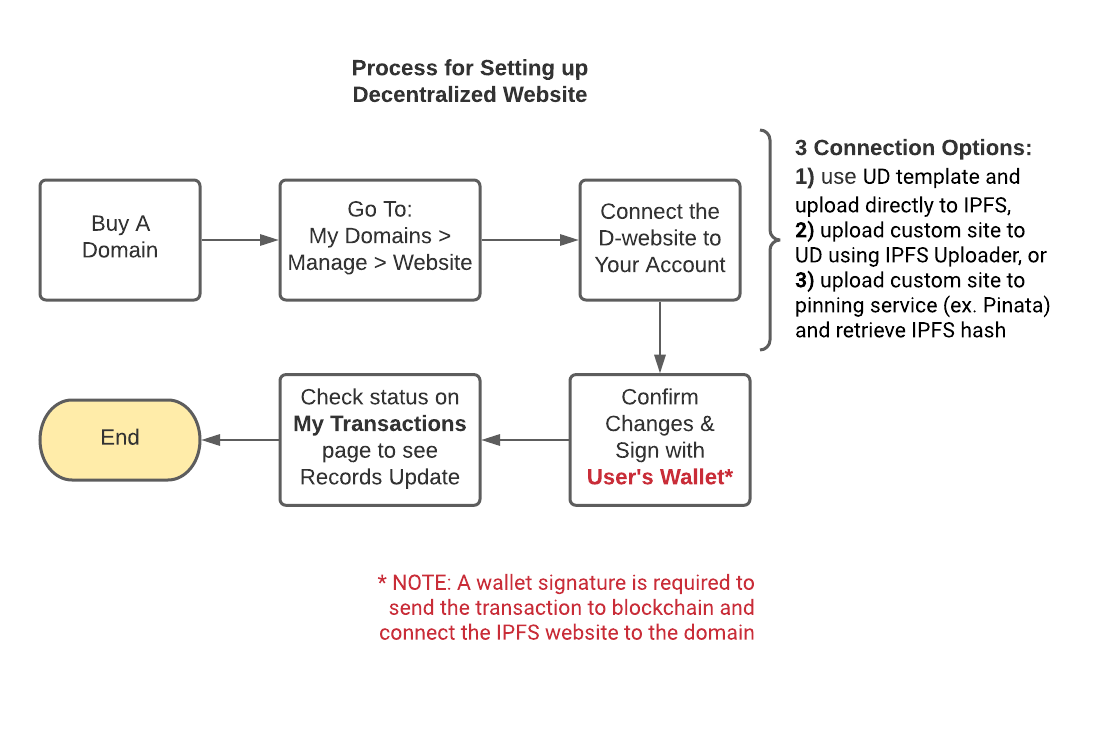 Process for Setting up
Decentralized Website
Buy A
Domain
Go To:
My Domains >
Manage > Website
Connect the
D-website to
Your Account
3 Connection Options:
1) use UD template and
upload directly to IPFS,
2) upload custom site to
UD using IPFS Uploader, or
3) upload custom site to
pinning service (ex. Pinata)
and retrieve IPFS hash
Confirm
Changes &
Sign with
User's Wallet*
Check status on
My Transactions
page to see
Records Update
End
* NOTE: A wallet signature is required to
send the transaction to blockchain and
connect the IPFS website to the domain